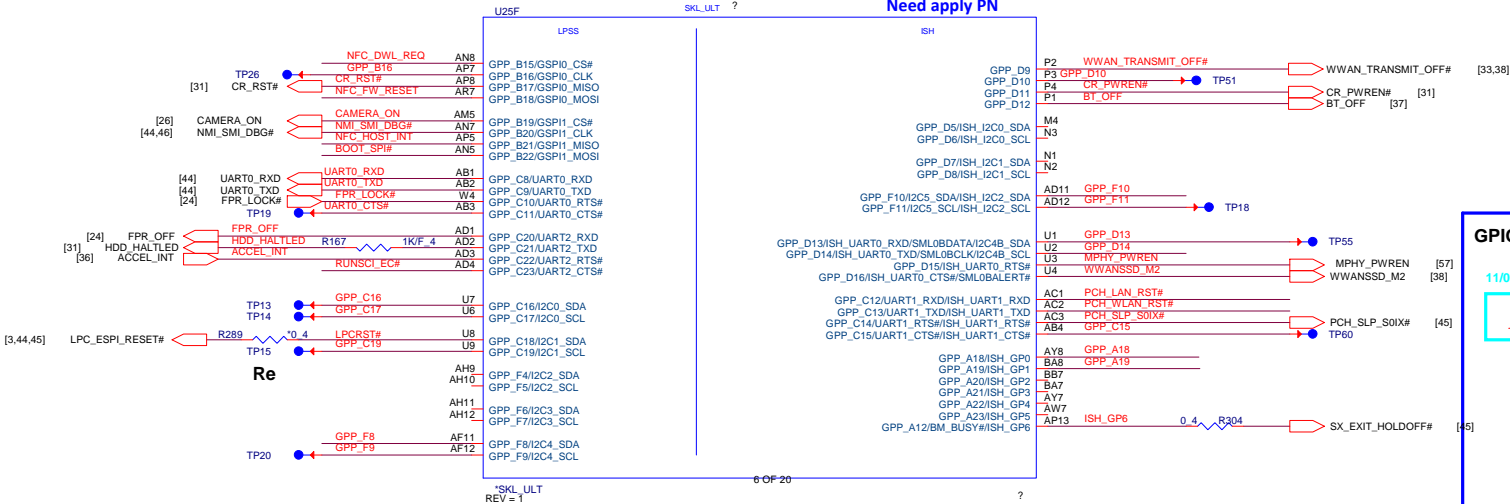 U25F
SKL_ULT ?
Need apply PN
LPSS
ISH
NFC_DWL_REQ AN8 GPP_B15/GSPI0_CS#
TP26 GPP_B16 AP7 GPP_B16/GSPI0_CLK
[31] CR_RST# CR_RST# AP8 GPP_B17/GSPI0_MISO
NFC_FW_RESET AR7 GPP_B18/GSPI0_MOSI
[26] CAMERA_ON CAMERA_ON AM5 GPP_B19/GSPI1_CS#
[44,46] NMI_SMI_DBG# NMI_SMI_DBG# AN7 GPP_B20/GSPI1_CLK
NFC_HOST_INT AP5 GPP_B21/GSPI1_MISO
BOOT_SPI# AN5 GPP_B22/GSPI1_MOSI
[44] UART0_RXD UART0_RXD AB1 GPP_C8/UART0_RXD
[44] UART0_TXD UART0_TXD AB2 GPP_C9/UART0_TXD
[24] FPR_LOCK# FPR_LOCK# W4 GPP_C10/UART0_RTS#
TP19 UART0_CTS# AB3 GPP_C11/UART0_CTS#
[24] FPR_OFF FPR_OFF AD1 GPP_C20/UART2_RXD
[31] HDD_HALTLED HDD_HALTLED R167 1K/F_4 AD2 GPP_C21/UART2_TXD
[36] ACCEL_INT ACCEL_INT AD3 GPP_C22/UART2_RTS#
RUNSCI_EC# AD4 GPP_C23/UART2_CTS#
TP13 GPP_C16 U7 GPP_C16/I2C0_SDA
TP14 GPP_C17 U6 GPP_C17/I2C0_SCL
[3,44,45] LPC_ESPI_RESET# R289 *0_4 LPCRST# U8 GPP_C18/I2C1_SDA
TP15 GPP_C19 U9 GPP_C19/I2C1_SCL
Re
AH9 GPP_F4/I2C2_SDA
AH10 GPP_F5/I2C2_SCL
AH11 GPP_F6/I2C3_SDA
AH12 GPP_F7/I2C3_SCL
GPP_F8 AF11 GPP_F8/I2C4_SDA
TP20 GPP_F9 AF12 GPP_F9/I2C4_SCL
GPP_D9 P2 WWAN_TRANSMIT_OFF# WWAN_TRANSMIT_OFF# [33,38]
GPP_D10 P3 GPP_D10 TP51
GPP_D11 P4 CR_PWREN# CR_PWREN# [31]
GPP_D12 P1 BT_OFF BT_OFF [37]
GPP_D5/ISH_I2C0_SDA M4
GPP_D6/ISH_I2C0_SCL N3
GPP_D7/ISH_I2C1_SDA N1
GPP_D8/ISH_I2C1_SCL N2
GPP_F10/I2C5_SDA/ISH_I2C2_SDA AD11 GPP_F10
GPP_F11/I2C5_SCL/ISH_I2C2_SCL AD12 GPP_F11 TP18
GPP_D13/ISH_UART0_RXD/SML0BDATA/I2C4B_SDA U1 GPP_D13 TP55
GPP_D14/ISH_UART0_TXD/SML0BCLK/I2C4B_SCL U2 GPP_D14
GPP_D15/ISH_UART0_RTS# U3 MPHY_PWREN MPHY_PWREN [57]
GPP_D16/ISH_UART0_CTS#/SML0BALERT# U4 WWANSSD_M2 WWANSSD_M2 [38]
GPP_C12/UART1_RXD/ISH_UART1_RXD AC1 PCH_LAN_RST#
GPP_C13/UART1_TXD/ISH_UART1_TXD AC2 PCH_WLAN_RST#
GPP_C14/UART1_RTS#/ISH_UART1_RTS# AC3 PCH_SLP_S0IX# PCH_SLP_S0IX# [45]
GPP_C15/UART1_CTS#/ISH_UART1_CTS# AB4 GPP_C15 TP60
GPP_A18/ISH_GP0 AY8 GPP_A18
GPP_A19/ISH_GP1 BA8 GPP_A19
GPP_A20/ISH_GP2 BB7
GPP_A21/ISH_GP3 BA7
GPP_A22/ISH_GP4 AY7
GPP_A23/ISH_GP5 AW7
GPP_A12/BM_BUSY#/ISH_GP6 AP13 ISH_GP6 0_4 R304 SX_EXIT_HOLDOFF# [45]
*SKL_ULT
REV = 1
6 OF 20
?
GPIO
11/0